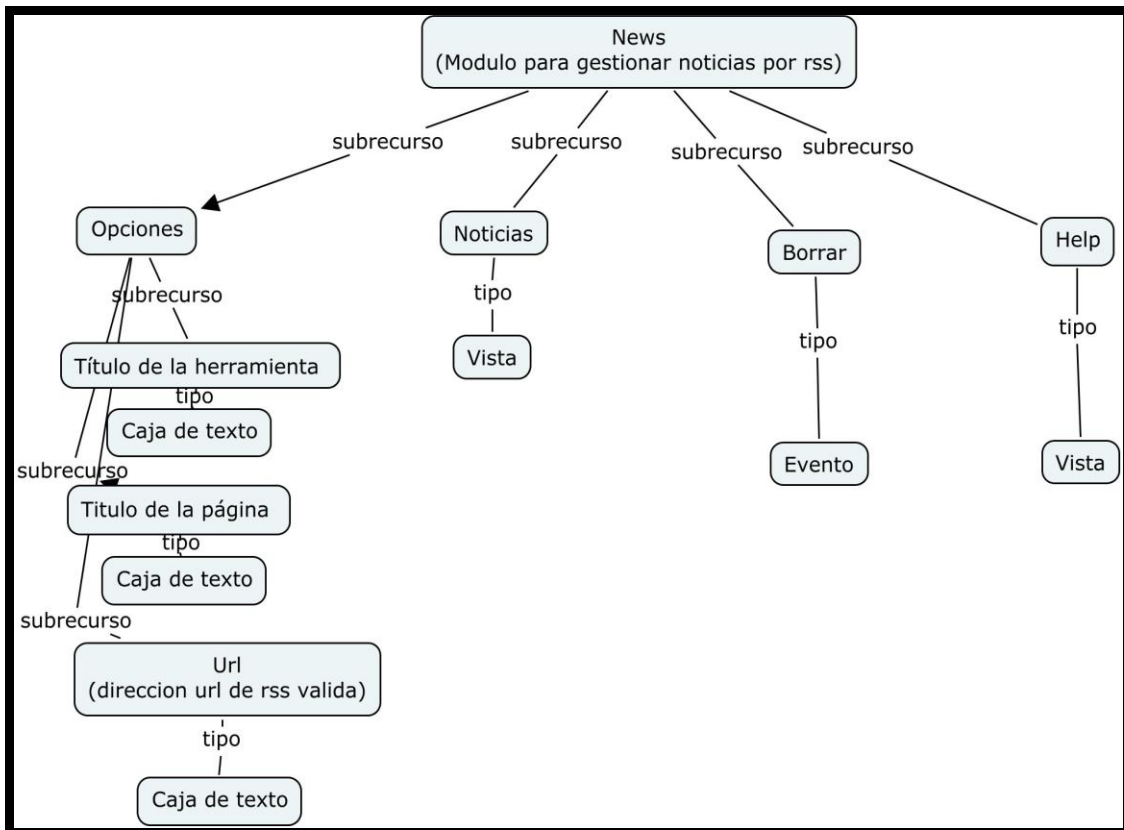 News
(Modulo para gestionar noticias por rss)
subrecurso
subrecurso
subrecurso
subrecurso
Opciones
Noticias
Borrar
Help
subrecurso
tipo
tipo
tipo
Título de la herramienta
Vista
tipo
Caja de texto
Evento
Vista
subrecurso
Titulo de la página
tipo
Caja de texto
subrecurso
Url
(direccion url de rss valida)
tipo
Caja de texto